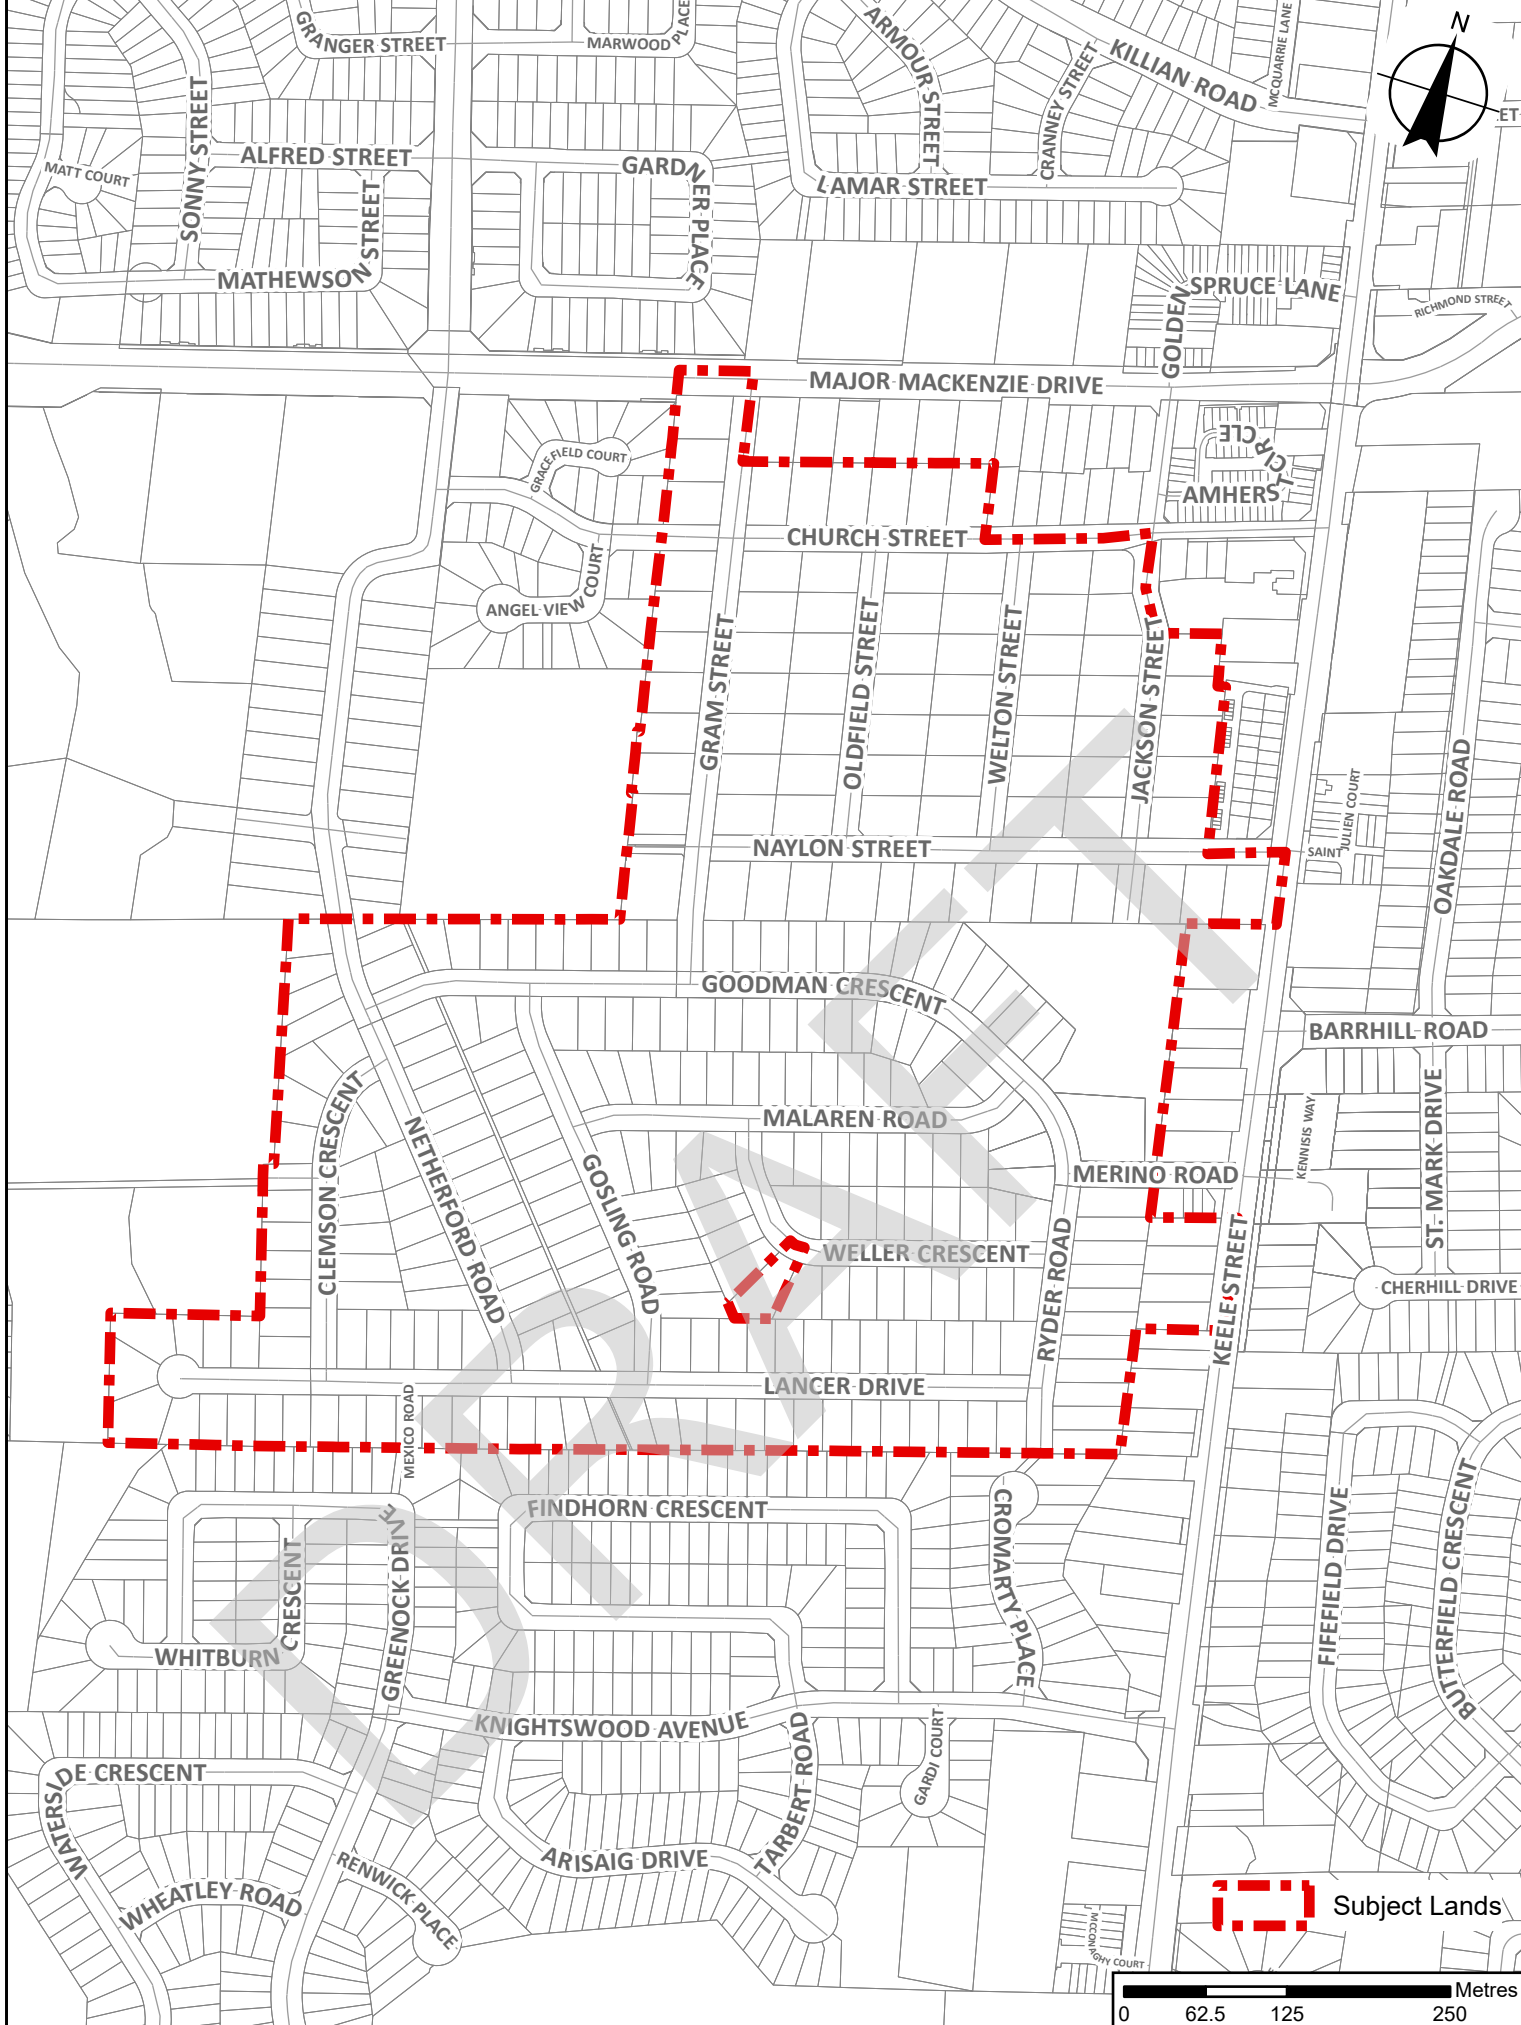 GRANGER STREET
MARWOOD PLACE
ARMOUR STREET
CRANNEY STREET
KILLIAN ROAD
MCQUARRIE LANE
N
ET
SONNY STREET
ALFRED STREET
MATT COURT
GARDNER PLACE
LAMAR STREET
MATHEWSON STREET
GOLDEN
SPRUCE LANE
RICHMOND STREET
MAJOR MACKENZIE DRIVE
GRACEFIELD COURT
AMHERST CIRCLE
CHURCH STREET
ANGEL VIEW COURT
GRAM STREET
OLDFIELD STREET
WELTON STREET
JACKSON STREET
NAYLON STREET
SAINT JULIEN COURT
OAKDALE ROAD
GOODMAN CRESCENT
BARRHILL ROAD
CLEMSON CRESCENT
NETHERFORD ROAD
GOSLING ROAD
MALAREN ROAD
MERINO ROAD
KENNISIS WAY
ST. MARK DRIVE
WELLER CRESCENT
RYDER ROAD
KEELE STREET
CHERHILL DRIVE
LANCER DRIVE
MEXICO ROAD
DRAFT
FINDHORN CRESCENT
CROMARTY PLACE
FIFEFIELD DRIVE
BUTTERFIELD CRESCENT
WHITBURN CRESCENT
GREENOCK DRIVE
KNIGHTSWOOD AVENUE
TARBERT ROAD
GARDI COURT
WATERSIDE CRESCENT
ARISAIG DRIVE
RENWICK PLACE
WHEATLEY ROAD
MCCONAGHY COURT
Subject Lands
Metres
0 62.5 125 250